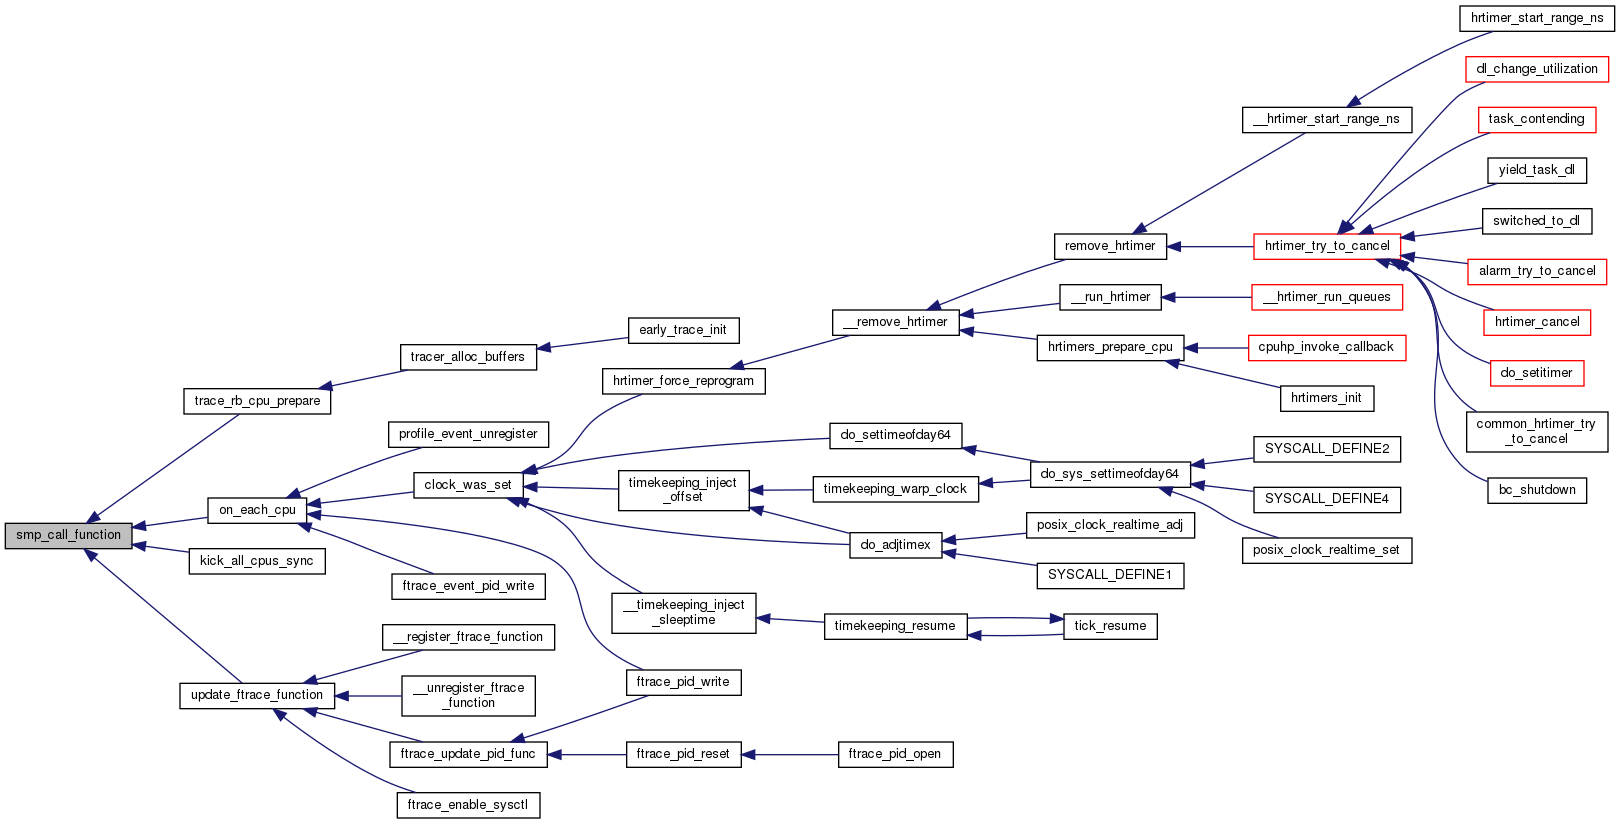 hrtimer_start_range_ns
dl_change_utilization
__hrtimer_start_range_ns
task_contending
yield_task_dl
switched_to_dl
remove_hrtimer
hrtimer_try_to_cancel
alarm_try_to_cancel
__run_hrtimer
__hrtimer_run_queues
__remove_hrtimer
hrtimer_cancel
early_trace_init
tracer_alloc_buffers
hrtimers_prepare_cpu
cpuhp_invoke_callback
do_setitimer
hrtimer_force_reprogram
trace_rb_cpu_prepare
hrtimers_init
common_hrtimer_try
_to_cancel
profile_event_unregister
do_settimeofday64
SYSCALL_DEFINE2
do_sys_settimeofday64
clock_was_set
timekeeping_inject
_offset
timekeeping_warp_clock
bc_shutdown
SYSCALL_DEFINE4
on_each_cpu
posix_clock_realtime_adj
smp_call_function
do_adjtimex
posix_clock_realtime_set
kick_all_cpus_sync
SYSCALL_DEFINE1
ftrace_event_pid_write
__timekeeping_inject
_sleeptime
timekeeping_resume
tick_resume
__register_ftrace_function
ftrace_pid_write
update_ftrace_function
__unregister_ftrace
_function
ftrace_update_pid_func
ftrace_pid_reset
ftrace_pid_open
ftrace_enable_sysctl